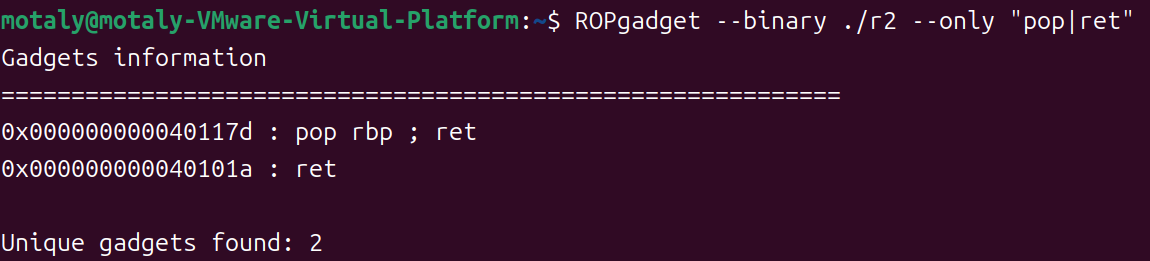 motaly@motaly-VMware-Virtual-Platform:~$ ROPgadget --binary ./r2 --only "pop|ret"
Gadgets information
============================================================
0x000000000040117d : pop rbp ; ret
0x000000000040101a : ret
Unique gadgets found: 2